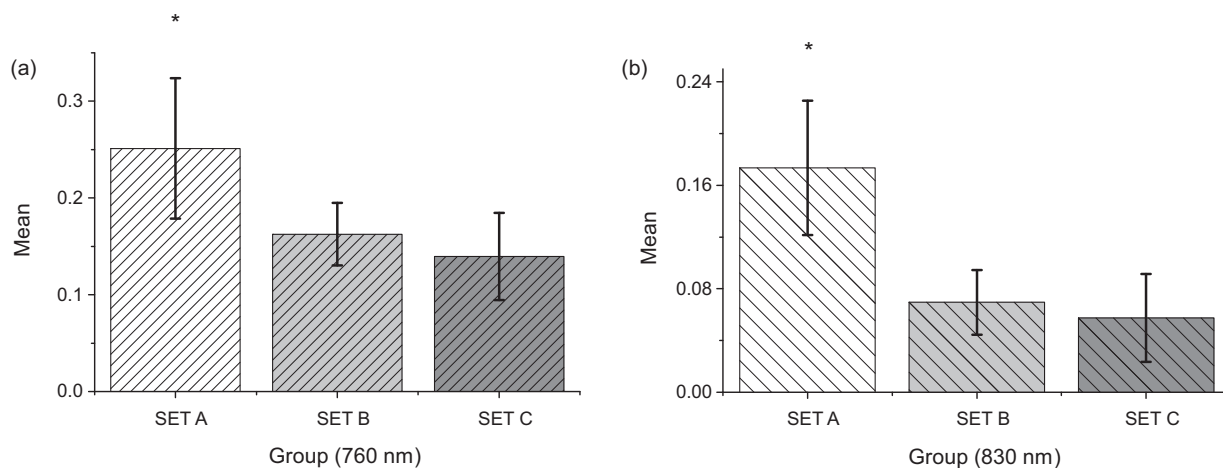 (a)
*
0.3
0.2
0.1
0.0
Mean
SET A SET B SET C
Group (760 nm)
(b)
*
0.24
0.16
0.08
0.00
Mean
SET A SET B SET C
Group (830 nm)